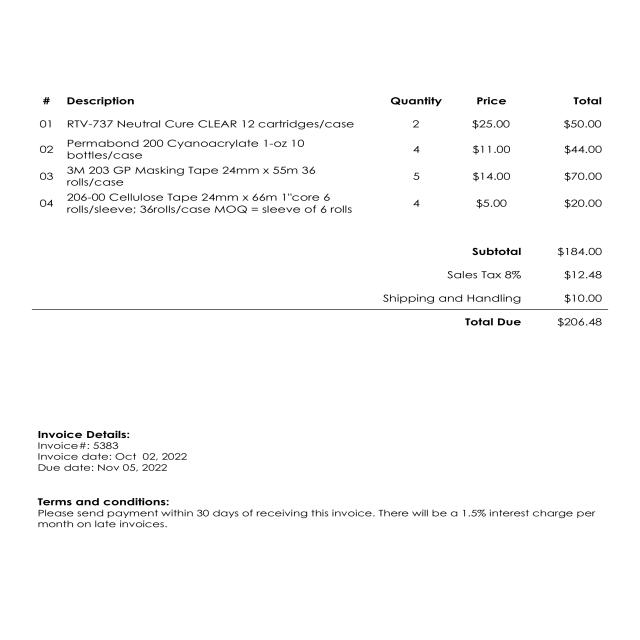 # Description Quantity Price Total
01 RTV-737 Neutral Cure CLEAR 12 cartridges/case 2 $25.00 $50.00
02 Permabond 200 Cyanoacrylate 1-oz 10 4 $11.00 $44.00
bottles/case
03 3M 203 GP Masking Tape 24mm x 55m 36 5 $14.00 $70.00
rolls/case
04 206-00 Cellulose Tape 24mm x 66m 1"core 6 4 $5.00 $20.00
rolls/sleeve; 36rolls/case MOQ = sleeve of 6 rolls
Subtotal $184.00
Sales Tax 8% $12.48
Shipping and Handling $10.00
Total Due $206.48
Invoice Details:
Invoice#: 5383
Invoice date: Oct 02, 2022
Due date: Nov 05, 2022
Terms and conditions:
Please send payment within 30 days of receiving this invoice. There will be a 1.5% interest charge per
month on late invoices.